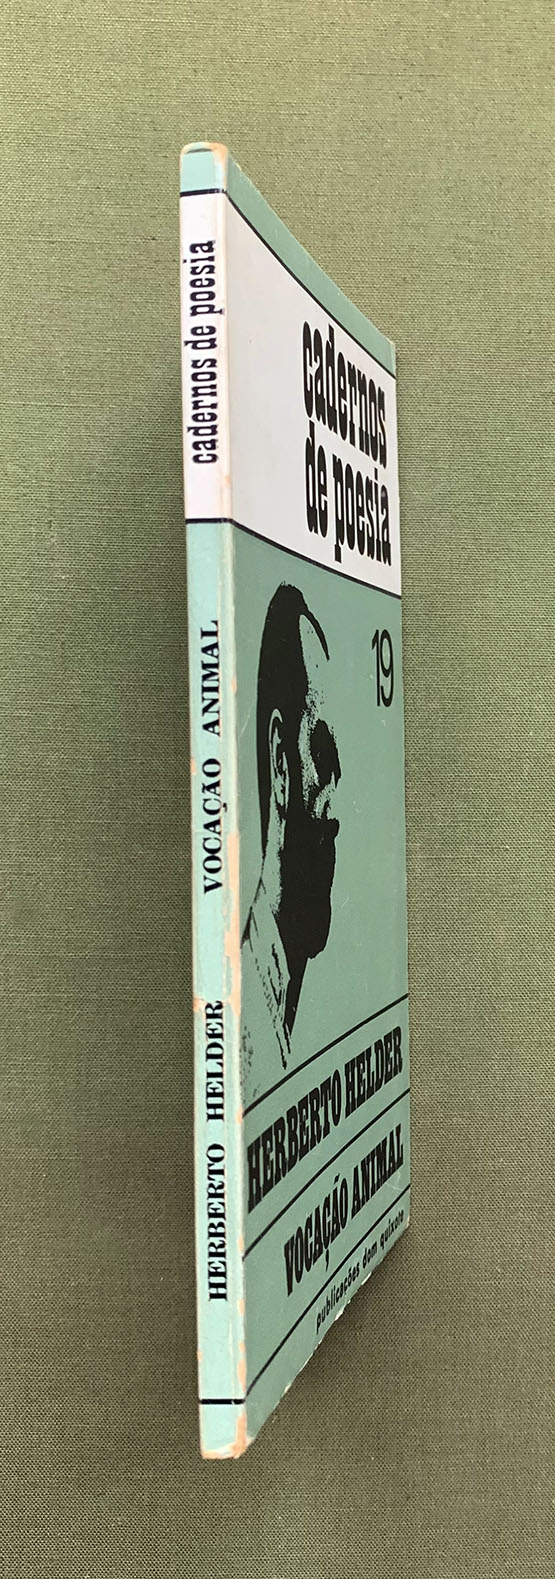 cadernos de poesia
VOCAÇÃO ANIMAL
HERBERTO HELDER
cadernos
de poesia
19
HERBERTO HELDER
VOCAÇÃO ANIMAL
publicações dom quixote